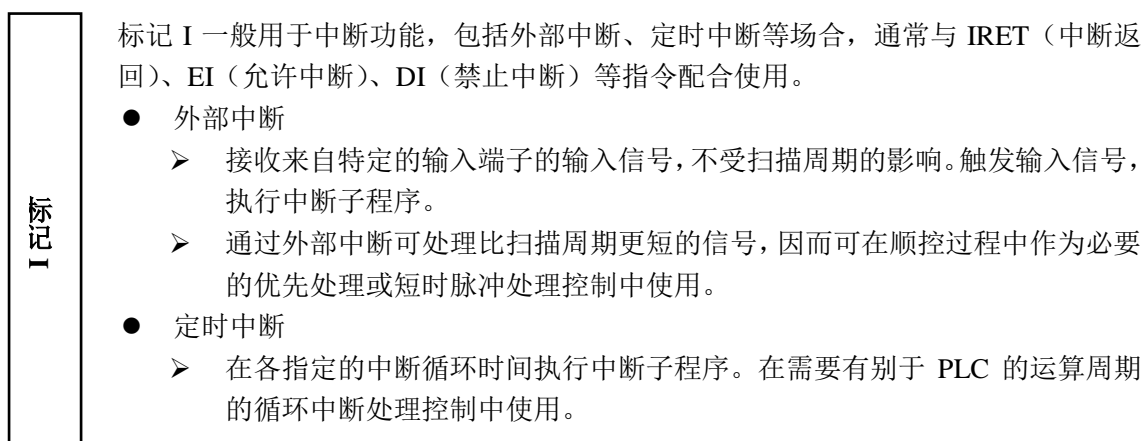 标记 I
标记 I 一般用于中断功能，包括外部中断、定时中断等场合，通常与 IRET（中断返
回）、EI（允许中断）、DI（禁止中断）等指令配合使用。
● 外部中断
➢ 接收来自特定的输入端子的输入信号，不受扫描周期的影响。触发输入信号，
执行中断子程序。
➢ 通过外部中断可处理比扫描周期更短的信号，因而可在顺控过程中作为必要
的优先处理或短时脉冲处理控制中使用。
● 定时中断
➢ 在各指定的中断循环时间执行中断子程序。在需要有别于 PLC 的运算周期
的循环中断处理控制中使用。